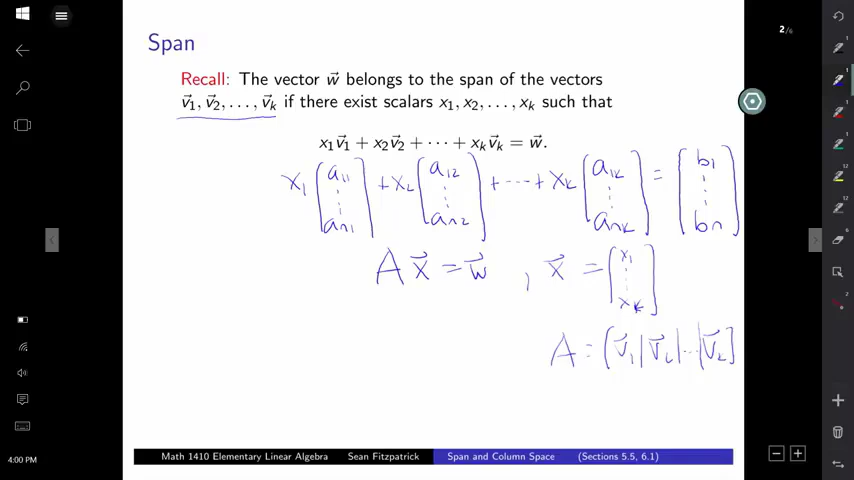 2/6
Span
Recall: The vector w⃗ belongs to the span of the vectors
v⃗1, v⃗2, . . . , v⃗k if there exist scalars x1, x2, . . . , xk such that
x1v⃗1 + x2v⃗2 + · · · + xkv⃗k = w⃗.
x1 [a11 ⋮ an1] + x2 [a12 ⋮ an2] + ··· + xk [a1k ⋮ ank] = [b1 ⋮ bn]
A x⃗ = w⃗ , x⃗ = [x1 ⋮ xk]
A = [v⃗1 | v⃗2 | ··· | v⃗k]
Math 1410 Elementary Linear Algebra Sean Fitzpatrick Span and Column Space (Sections 5.5, 6.1)
4:00 PM